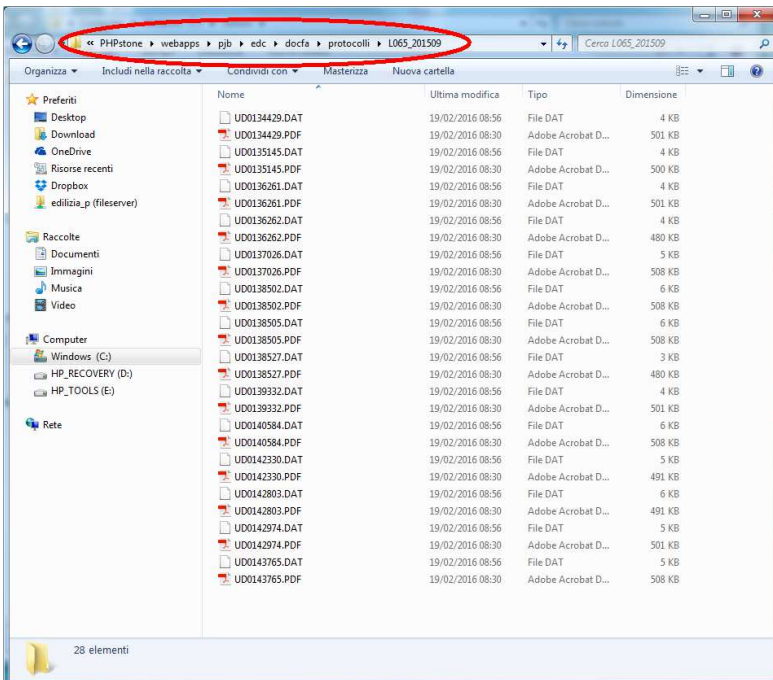 « PHPstone ▸ webapps ▸ pjb ▸ edc ▸ docfa ▸ protocolli ▸ L065_201509
Cerca L065_201509
Organizza Includi nella raccolta Condividi con Masterizza Nuova cartella
Preferiti
Desktop
Download
OneDrive
Risorse recenti
Dropbox
edilizia_p (fileserver)
Raccolte
Documenti
Immagini
Musica
Video
Computer
Windows (C:)
HP_RECOVERY (D:)
HP_TOOLS (E:)
Rete
Nome Ultima modifica Tipo Dimensione
UD0134429.DAT 19/02/2016 08:56 File DAT 4 KB
UD0134429.PDF 19/02/2016 08:30 Adobe Acrobat D... 501 KB
UD0135145.DAT 19/02/2016 08:56 File DAT 4 KB
UD0135145.PDF 19/02/2016 08:30 Adobe Acrobat D... 500 KB
UD0136261.DAT 19/02/2016 08:56 File DAT 4 KB
UD0136261.PDF 19/02/2016 08:30 Adobe Acrobat D... 501 KB
UD0136262.DAT 19/02/2016 08:56 File DAT 4 KB
UD0136262.PDF 19/02/2016 08:30 Adobe Acrobat D... 480 KB
UD0137026.DAT 19/02/2016 08:56 File DAT 5 KB
UD0137026.PDF 19/02/2016 08:30 Adobe Acrobat D... 508 KB
UD0138502.DAT 19/02/2016 08:56 File DAT 6 KB
UD0138502.PDF 19/02/2016 08:30 Adobe Acrobat D... 508 KB
UD0138505.DAT 19/02/2016 08:56 File DAT 6 KB
UD0138505.PDF 19/02/2016 08:30 Adobe Acrobat D... 508 KB
UD0138527.DAT 19/02/2016 08:56 File DAT 3 KB
UD0138527.PDF 19/02/2016 08:30 Adobe Acrobat D... 480 KB
UD0139332.DAT 19/02/2016 08:56 File DAT 4 KB
UD0139332.PDF 19/02/2016 08:30 Adobe Acrobat D... 501 KB
UD0140584.DAT 19/02/2016 08:56 File DAT 6 KB
UD0140584.PDF 19/02/2016 08:30 Adobe Acrobat D... 508 KB
UD0142330.DAT 19/02/2016 08:56 File DAT 5 KB
UD0142330.PDF 19/02/2016 08:30 Adobe Acrobat D... 491 KB
UD0142803.DAT 19/02/2016 08:56 File DAT 6 KB
UD0142803.PDF 19/02/2016 08:30 Adobe Acrobat D... 491 KB
UD0142974.DAT 19/02/2016 08:56 File DAT 5 KB
UD0142974.PDF 19/02/2016 08:30 Adobe Acrobat D... 501 KB
UD0143765.DAT 19/02/2016 08:56 File DAT 5 KB
UD0143765.PDF 19/02/2016 08:30 Adobe Acrobat D... 508 KB
28 elementi